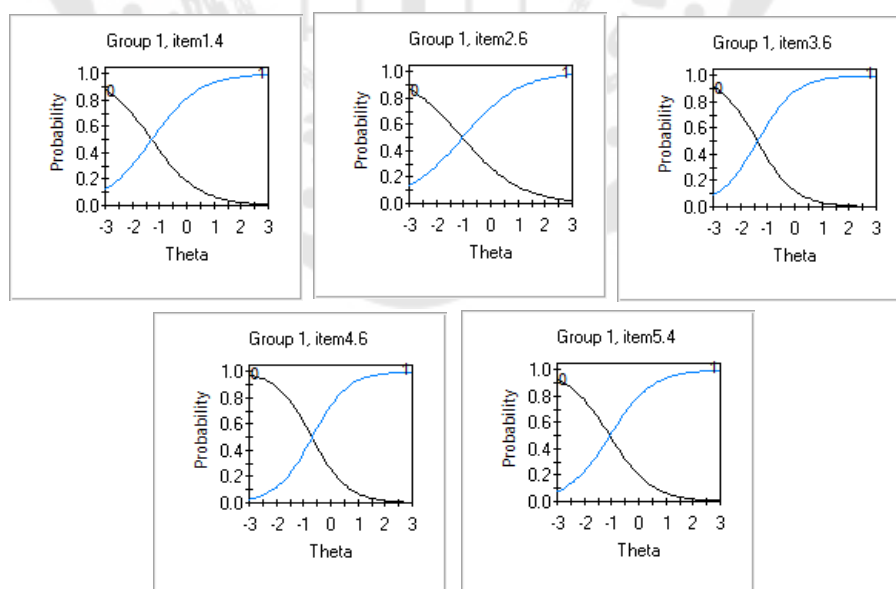 Group 1, item1.4
1.0
0.8
0.6
0.4
0.2
0.0
Probability
0
1
-3 -2 -1 0 1 2 3
Theta
Group 1, item2.6
1.0
0.8
0.6
0.4
0.2
0.0
Probability
0
1
-3 -2 -1 0 1 2 3
Theta
Group 1, item3.6
1.0
0.8
0.6
0.4
0.2
0.0
Probability
0
1
-3 -2 -1 0 1 2 3
Theta
Group 1, item4.6
1.0
0.8
0.6
0.4
0.2
0.0
Probability
0
1
-3 -2 -1 0 1 2 3
Theta
Group 1, item5.4
1.0
0.8
0.6
0.4
0.2
0.0
Probability
0
1
-3 -2 -1 0 1 2 3
Theta